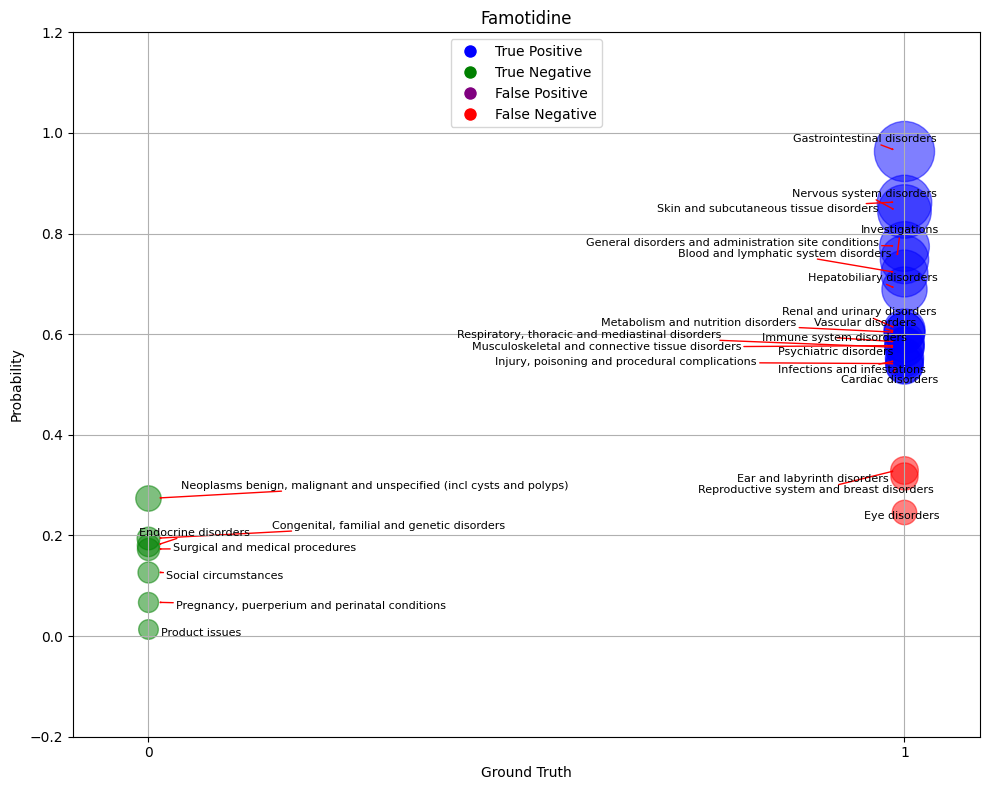 Famotidine
1.2
True Positive
True Negative
False Positive
False Negative
1.0
Gastrointestinal disorders
Nervous system disorders
Skin and subcutaneous tissue disorders
0.8
Investigations
General disorders and administration site conditions
Blood and lymphatic system disorders
Hepatobiliary disorders
Renal and urinary disorders
Metabolism and nutrition disorders
Vascular disorders
0.6
Respiratory, thoracic and mediastinal disorders
Immune system disorders
Musculoskeletal and connective tissue disorders
Psychiatric disorders
Injury, poisoning and procedural complications
Infections and infestations
Cardiac disorders
Probability
0.4
Ear and labyrinth disorders
Neoplasms benign, malignant and unspecified (incl cysts and polyps)
Reproductive system and breast disorders
Eye disorders
Congenital, familial and genetic disorders
Endocrine disorders
0.2
Surgical and medical procedures
Social circumstances
Pregnancy, puerperium and perinatal conditions
Product issues
0.0
−0.2
0
1
Ground Truth